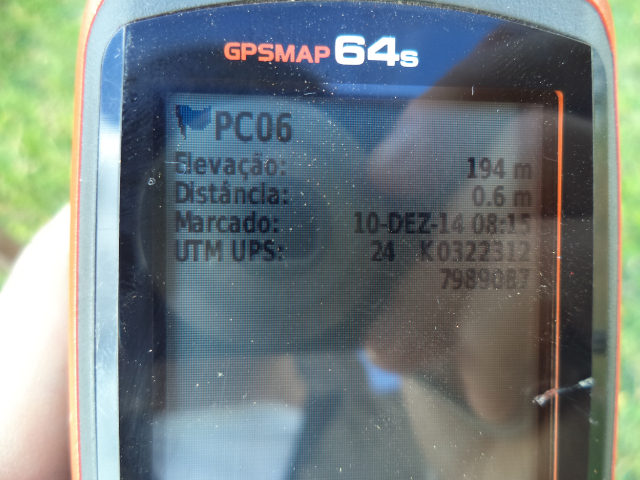 GPSMAP 64s
PC06
Elevação: 194 m
Distância: 0.6 m
Marcado: 10-DEZ-14 08:15
UTM UPS: 24 K0322312
7989087